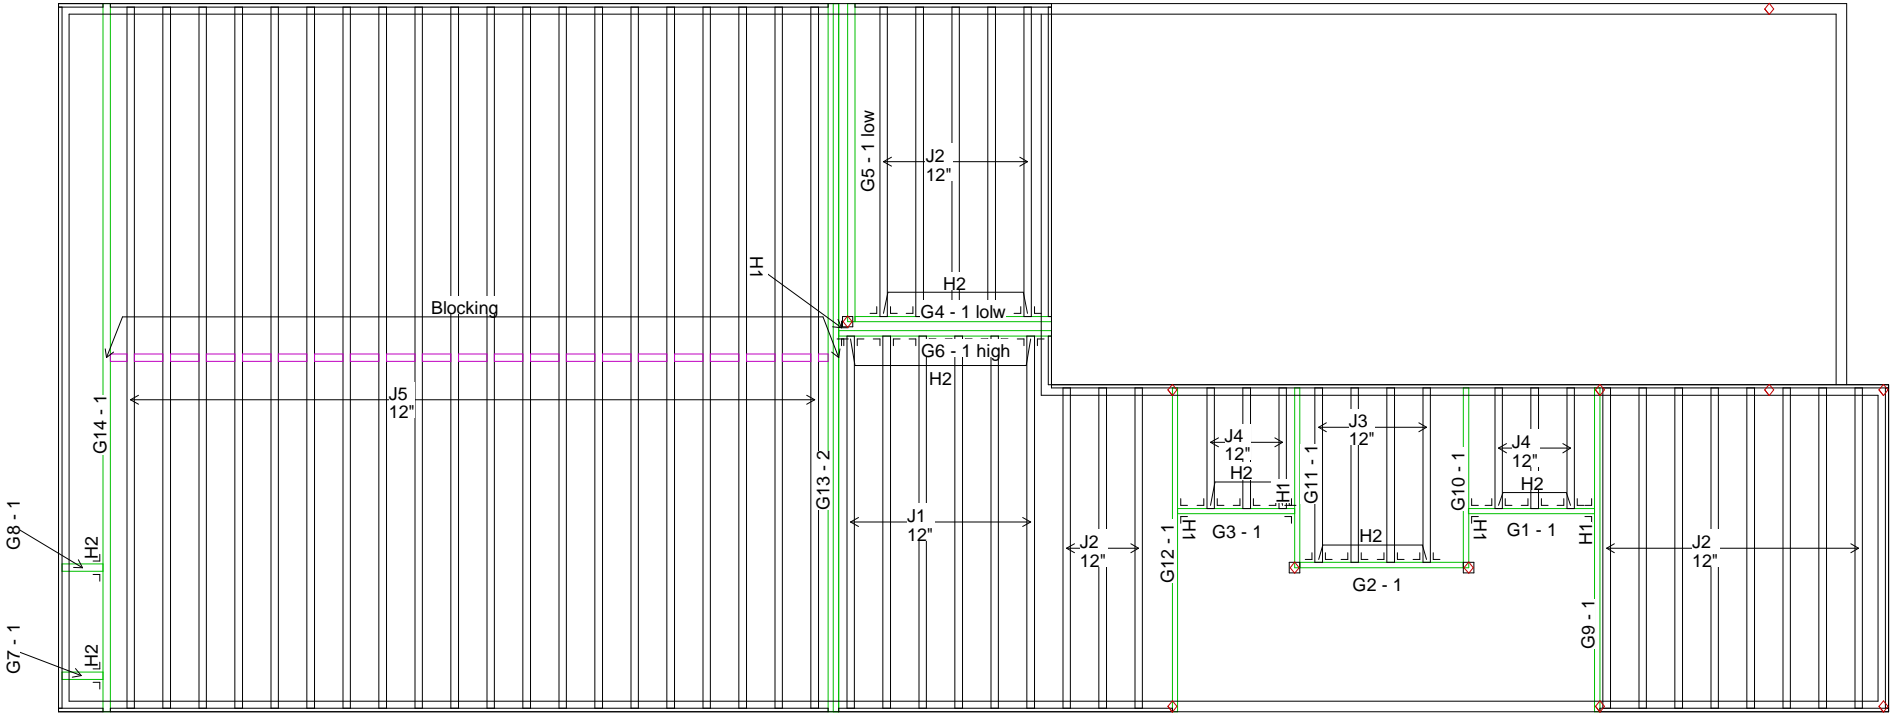 G5 - 1 low
J2
12"
H1
H2
Blocking
G4 - 1 lolw
G6 - 1 high
H2
J5
12"
G14 - 1
G13 - 2
J4
12"
H2
H1
J3
12"
G11 - 1
G10 - 1
J4
12"
H2
G8 - 1
H2
J1
12"
J2
12"
G12 - 1
H1
G3 - 1
H2
G2 - 1
H1
G1 - 1
H1
J2
12"
G9 - 1
G7 - 1
H2